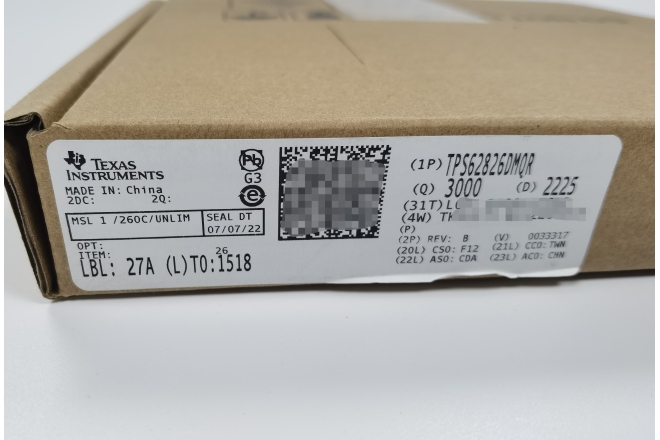 TEXAS
INSTRUMENTS
MADE IN: China
2DC: 2Q:
MSL 1 /260C/UNLIM
SEAL DT
07/07/22
OPT:
ITEM: 26
LBL: 27A (L)TO:1518
Pb
G3
e
(1P) TPS62826DMQR
(Q) 3000 (D) 2225
(31T)
(4W)
(P)
(2P) REV: B (V) 0033317
(20L) CSO: F12 (21L) CCO: TWN
(22L) ASO: CDA (23L) ACO: CHN